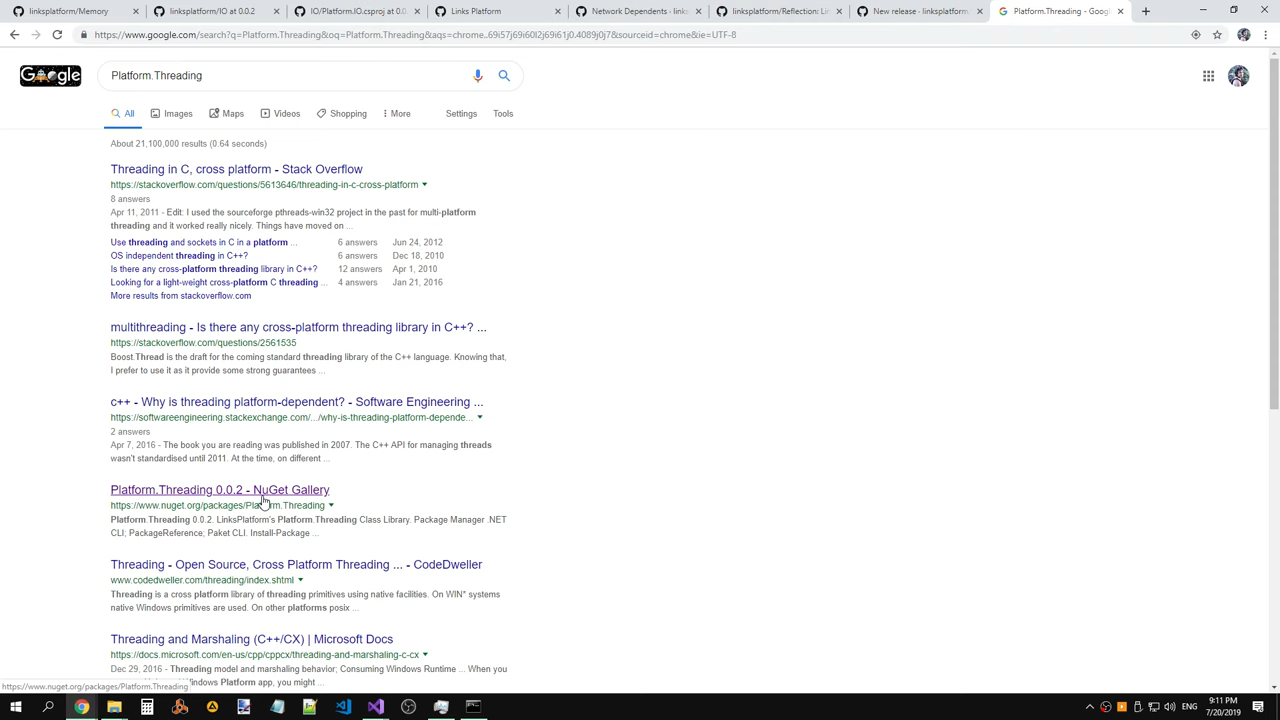 linksplatform/Memory
linksplatform/IO at 0.0.2
IO/Platform.IO.csproj at 0.0
Links Platform
Network Dependents · links
linksplatform/Reflection: Lin
New release · linksplatform
Platform.Threading - Googl
https://www.google.com/search?q=Platform.Threading&oq=Platform.Threading&aqs=chrome..69i57j69i60l2j69i61j0.4089j0j7&sourceid=chrome&ie=UTF-8
Google
Platform.Threading
All
Images
Maps
Videos
Shopping
More
Settings
Tools
About 21,100,000 results (0.64 seconds)
Threading in C, cross platform - Stack Overflow
https://stackoverflow.com/questions/5613646/threading-in-c-cross-platform
8 answers
Apr 11, 2011 - Edit: I used the sourceforge pthreads-win32 project in the past for multi-platform
threading and it worked really nicely. Things have moved on ...
Use threading and sockets in C in a platform ... 6 answers Jun 24, 2012
OS independent threading in C++? 6 answers Dec 18, 2010
Is there any cross-platform threading library in C++? 12 answers Apr 1, 2010
Looking for a light-weight cross-platform C threading ... 4 answers Jan 21, 2016
More results from stackoverflow.com
multithreading - Is there any cross-platform threading library in C++? ...
https://stackoverflow.com/questions/2561535
Boost.Thread is the draft for the coming standard threading library of the C++ language. Knowing that,
I prefer to use it as it provide some strong guarantees ...
c++ - Why is threading platform-dependent? - Software Engineering ...
https://softwareengineering.stackexchange.com/.../why-is-threading-platform-depende...
2 answers
Apr 7, 2016 - The book you are reading was published in 2007. The C++ API for managing threads
wasn't standardised until 2011. At the time, on different ...
Platform.Threading 0.0.2 - NuGet Gallery
https://www.nuget.org/packages/Platform.Threading
Platform.Threading 0.0.2. LinksPlatform's Platform.Threading Class Library. Package Manager .NET
CLI; PackageReference; Paket CLI. Install-Package ...
Threading - Open Source, Cross Platform Threading ... - CodeDweller
www.codedweller.com/threading/index.shtml
Threading is a cross platform library of threading primitives using native facilities. On WIN* systems
native Windows primitives are used. On other platforms posix ...
Threading and Marshaling (C++/CX) | Microsoft Docs
https://docs.microsoft.com/en-us/cpp/cppcx/threading-and-marshaling-c-cx
Dec 29, 2016 - Threading model and marshaling behavior; Consuming Windows Runtime ... When you
Windows Platform app, you might ...
https://www.nuget.org/packages/Platform.Threading
ENG
9:11 PM
7/20/2019